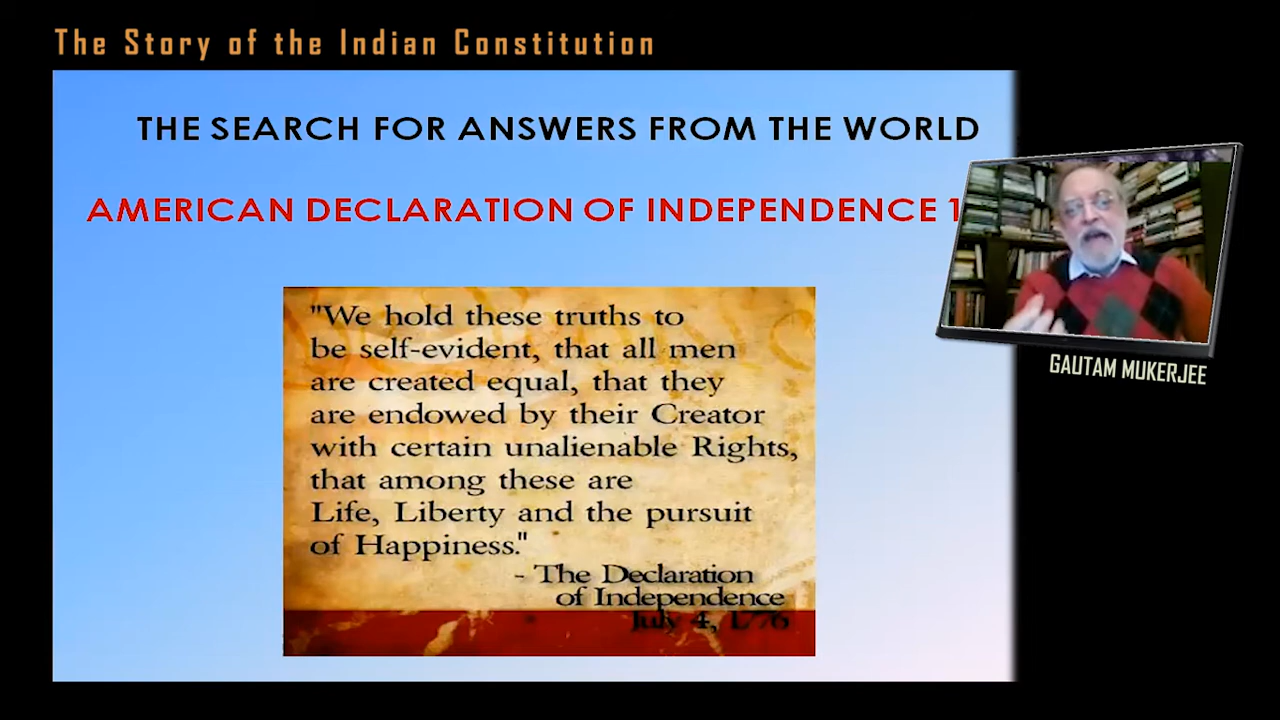 The Story of the Indian Constitution
THE SEARCH FOR ANSWERS FROM THE WORLD
AMERICAN DECLARATION OF INDEPENDENCE 1
"We hold these truths to
be self-evident, that all men
are created equal, that they
are endowed by their Creator
with certain unalienable Rights,
that among these are
Life, Liberty and the pursuit
of Happiness."
- The Declaration
of Independence
July 4, 1776
GAUTAM MUKERJEE